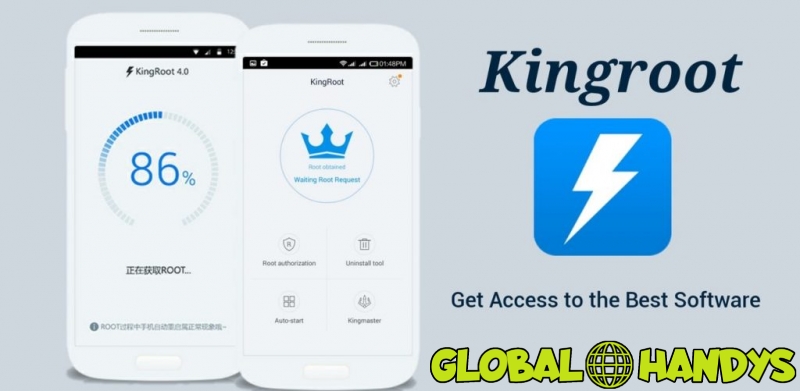 12:
KingRoot 4.0
86%
正在获取ROOT...
01:48PM
KingRoot
Root obtained
Waiting Root Request
Root authorization
Uninstall tool
Auto-start
Kingmaster
Kingroot
Get Access to the Best Software
GLOBAL HANDYS